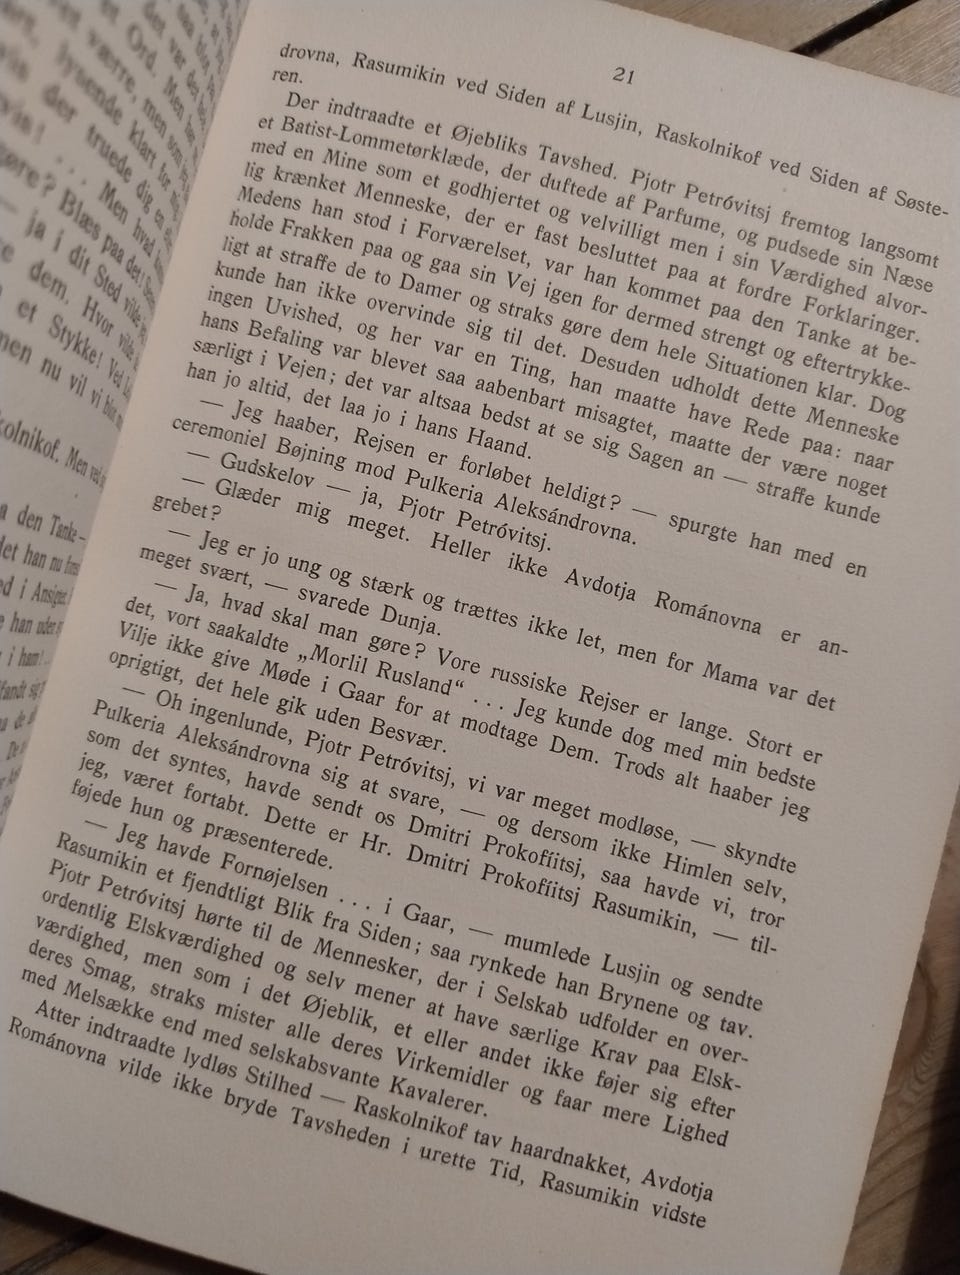 21
drovna, Rasumikin ved Siden af Lusjin, Raskolnikof ved Siden af Søste-
ren.
Der indtraadte et Øjebliks Tavshed. Pjotr Petróvitsj fremtog langsomt
et Batist-Lommetørklæde, der duftede af Parfume, og pudsede sin Næse
med en Mine som et godhjertet og velvilligt men i sin Værdighed alvor-
lig krænket Menneske, der er fast besluttet paa at fordre Forklaringer.
Medens han stod i Forværelset, var han kommet paa den Tanke at be-
holde Frakken paa og gaa sin Vej igen for dermed strengt og eftertrykke-
ligt at straffe de to Damer og straks gøre dem hele Situationen klar. Dog
kunde han ikke overvinde sig til det. Desuden udholdt dette Menneske
ingen Uvished, og her var en Ting, han maatte have Rede paa: naar
hans Befaling var blevet saa aabenbart misagtet, maatte der være noget
særligt i Vejen; det var altsaa bedst at se sig Sagen an — straffe kunde
han jo altid, det laa jo i hans Haand.
— Jeg haaber, Rejsen er forløbet heldigt? — spurgte han med en
ceremoniel Bøjning mod Pulkeria Aleksándrovna.
— Gudskelov — ja, Pjotr Petróvitsj.
— Glæder mig meget. Heller ikke Avdotja Románovna er an-
grebet?
— Jeg er jo ung og stærk og trættes ikke let, men for Mama var det
meget svært, — svarede Dunja.
— Ja, hvad skal man gøre? Vore russiske Rejser er lange. Stort er
det, vort saakaldte „Morlil Rusland“ . . . Jeg kunde dog med min bedste
Vilje ikke give Møde i Gaar for at modtage Dem. Trods alt haaber jeg
oprigtigt, det hele gik uden Besvær.
— Oh ingenlunde, Pjotr Petróvitsj, vi var meget modløse, — skyndte
Pulkeria Aleksándrovna sig at svare, — og dersom ikke Himlen selv,
som det syntes, havde sendt os Dmitri Prokoffitsj, saa havde vi, tror
jeg, været fortabt. Dette er Hr. Dmitri Prokoffitsj Rasumikin, — til-
føjede hun og præsenterede.
— Jeg havde Fornøjelsen . . . i Gaar, — mumlede Lusjin og sendte
Rasumikin et fjendtligt Blik fra Siden; saa rynkede han Brynene og tav.
Pjotr Petróvitsj hørte til de Mennesker, der i Selskab udfolder en over-
ordentlig Elskværdighed og selv mener at have særlige Krav paa Elsk-
værdighed, men som i det Øjeblik, et eller andet ikke føjer sig efter
deres Smag, straks mister alle deres Virkemidler og faar mere Lighed
med Melsække end med selskabsvante Kavalerer.
Atter indtraadte lydløs Stilhed — Raskolnikof tav haardnakket, Avdotja
Románovna vilde ikke bryde Tavsheden i urette Tid, Rasumikin vidste